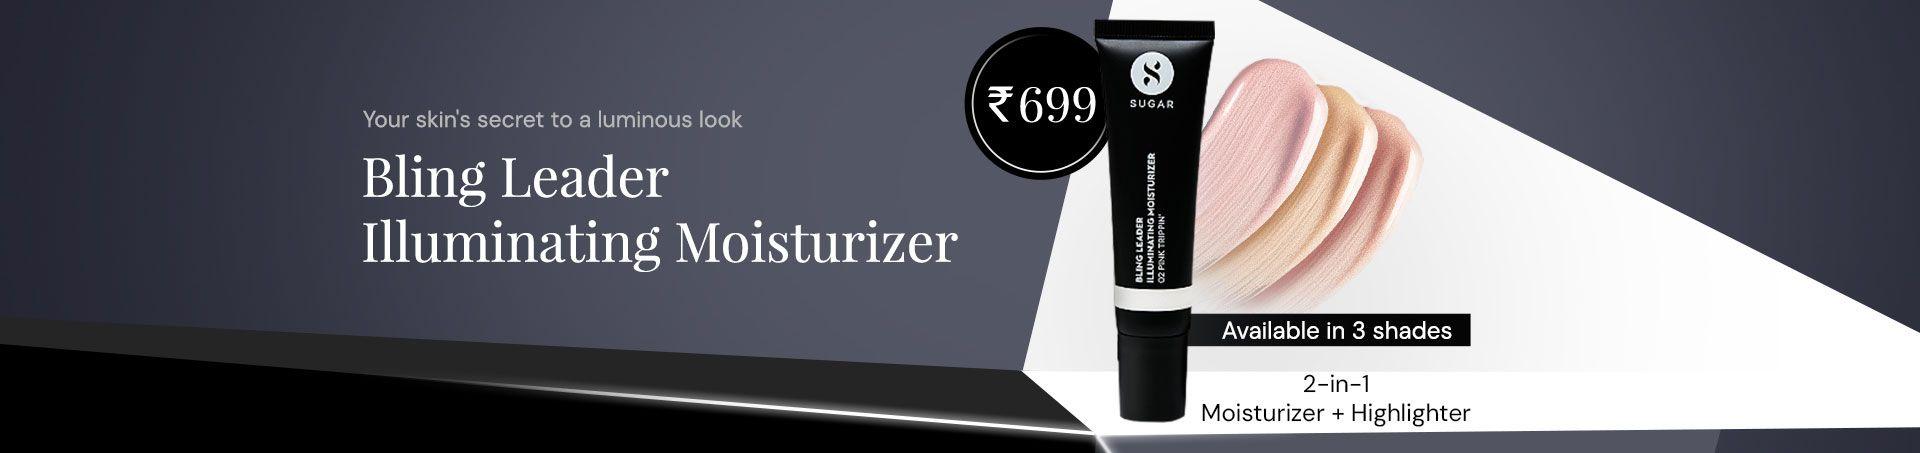 Your skin's secret to a luminous look
Bling Leader
Illuminating Moisturizer
₹699
SUGAR
BLING LEADER
ILLUMINATING MOISTURIZER
02 PINK TRIPPIN'
Available in 3 shades
2-in-1
Moisturizer + Highlighter